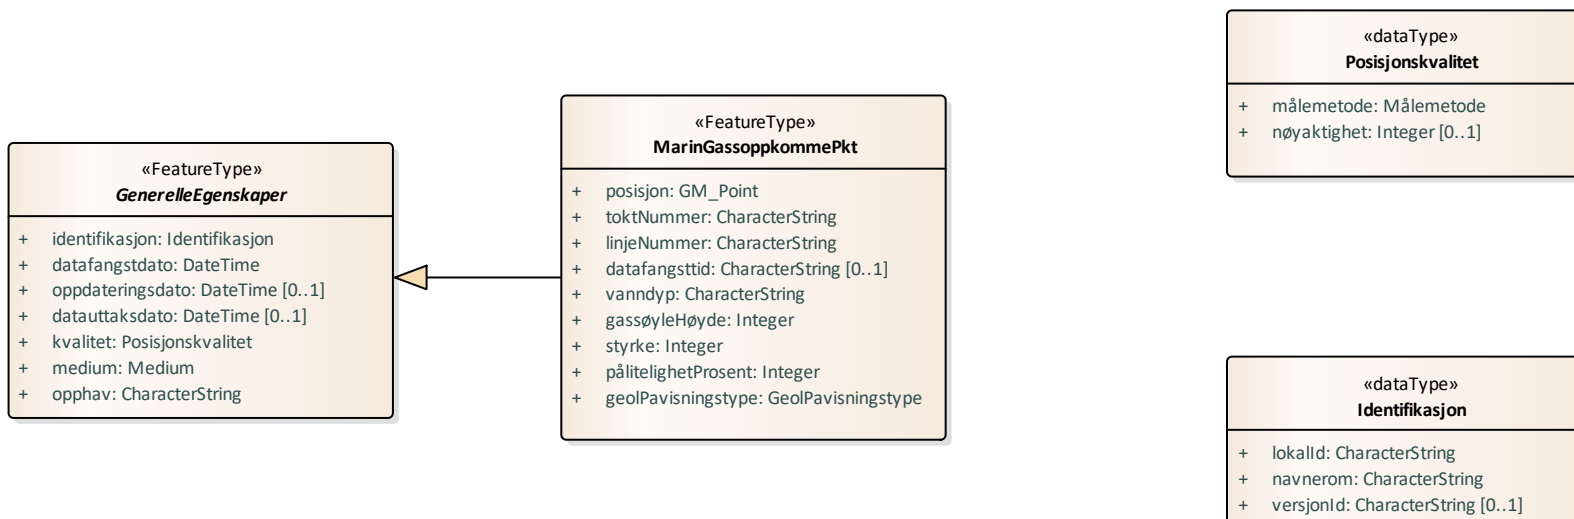 «FeatureType»
GenerelleEgenskaper
+ identifikasjon: Identifikasjon
+ datafangstdato: DateTime
+ oppdateringsdato: DateTime [0..1]
+ datauttaksdato: DateTime [0..1]
+ kvalitet: Posisjonskvalitet
+ medium: Medium
+ opphav: CharacterString
«FeatureType»
MarinGassoppkommePkt
+ posisjon: GM_Point
+ toktNummer: CharacterString
+ linjeNummer: CharacterString
+ datafangsttid: CharacterString [0..1]
+ vanndyp: CharacterString
+ gassøyleHøyde: Integer
+ styrke: Integer
+ pålitelighetProsent: Integer
+ geolPavisningstype: GeolPavisningstype
«dataType»
Posisjonskvalitet
+ målemetode: Målemetode
+ nøyaktighet: Integer [0..1]
«dataType»
Identifikasjon
+ lokalId: CharacterString
+ navnerom: CharacterString
+ versjonId: CharacterString [0..1]